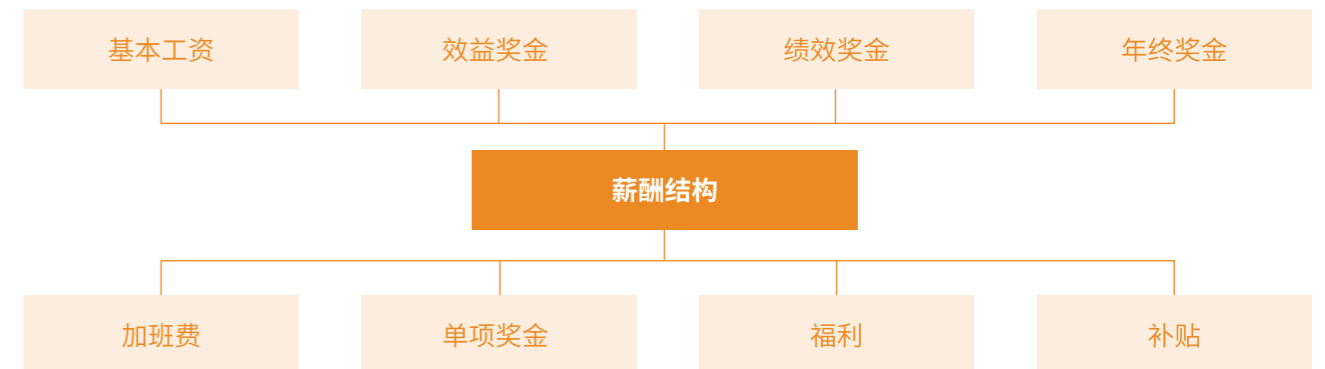 基本工资
效益奖金
绩效奖金
年终奖金
薪酬结构
加班费
单项奖金
福利
补贴